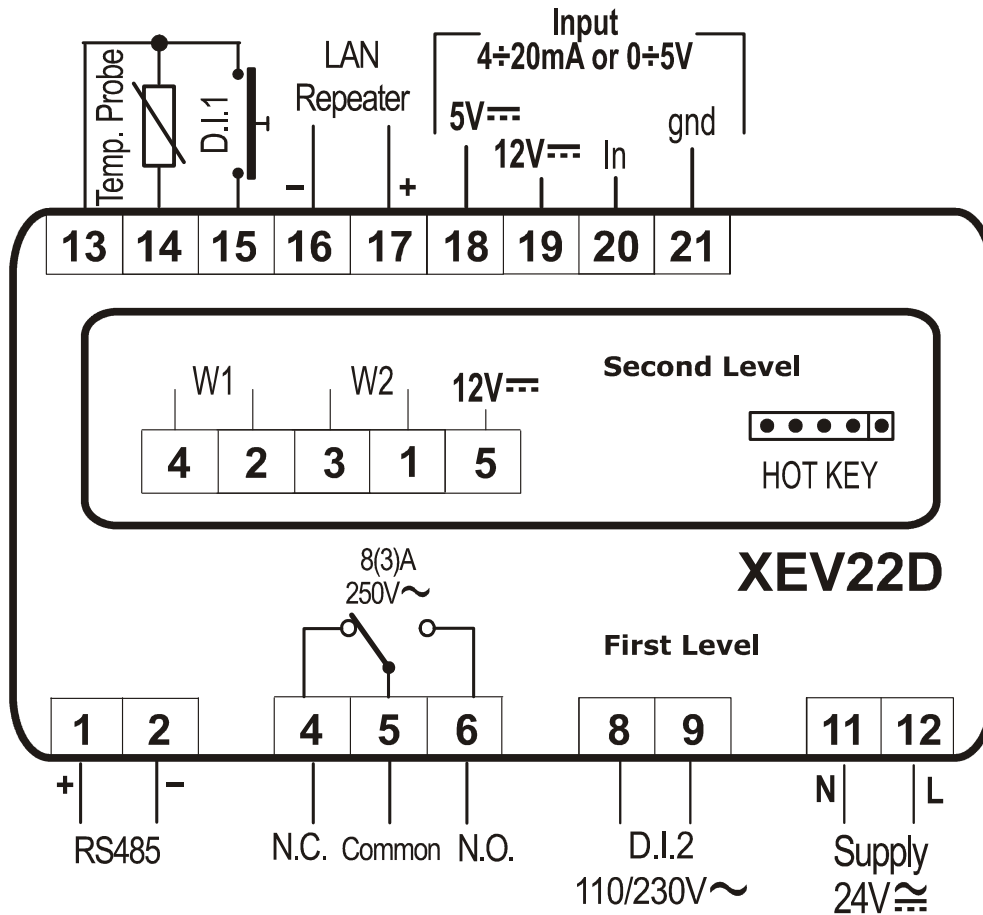 Input
4÷20mA or 0÷5V
LAN
Repeater
Temp. Probe
D.I.1
5V⎓
12V⎓
In
gnd
− +
13 14 15 16 17 18 19 20 21
Second Level
W1 W2 12V⎓
4 2 3 1 5
HOT KEY
8(3)A
250V~
XEV22D
First Level
1 2 4 5 6 8 9 11 12
+ − N L
RS485 N.C. Common N.O. D.I.2 Supply
110/230V~ 24V≂⎓